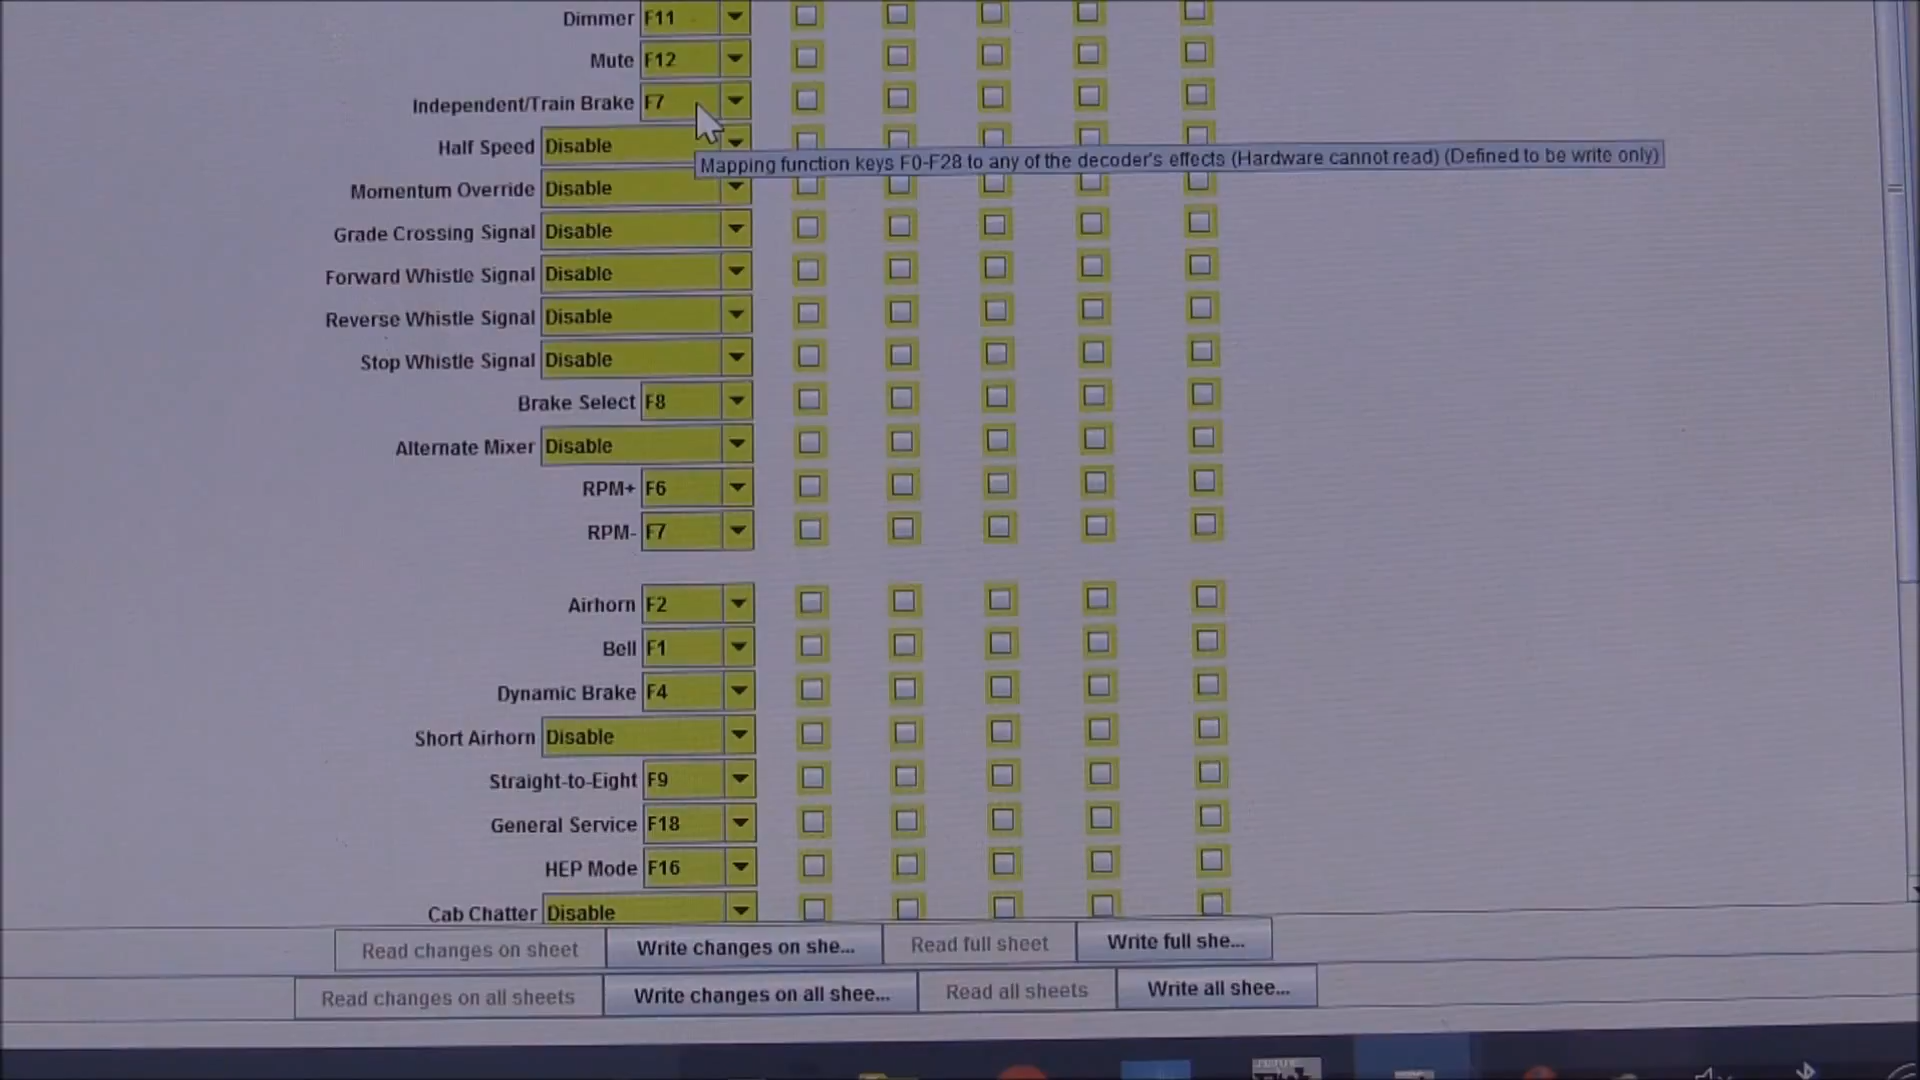 Dimmer F11
Mute F12
Independent/Train Brake F7
Half Speed Disable
Mapping function keys F0-F28 to any of the decoder's effects (Hardware cannot read) (Defined to be write only)
Momentum Override Disable
Grade Crossing Signal Disable
Forward Whistle Signal Disable
Reverse Whistle Signal Disable
Stop Whistle Signal Disable
Brake Select F8
Alternate Mixer Disable
RPM+ F6
RPM- F7
Airhorn F2
Bell F1
Dynamic Brake F4
Short Airhorn Disable
Straight-to-Eight F9
General Service F18
HEP Mode F16
Cab Chatter Disable
Read changes on sheet Write changes on she... Read full sheet Write full she...
Read changes on all sheets Write changes on all shee... Read all sheets Write all shee...